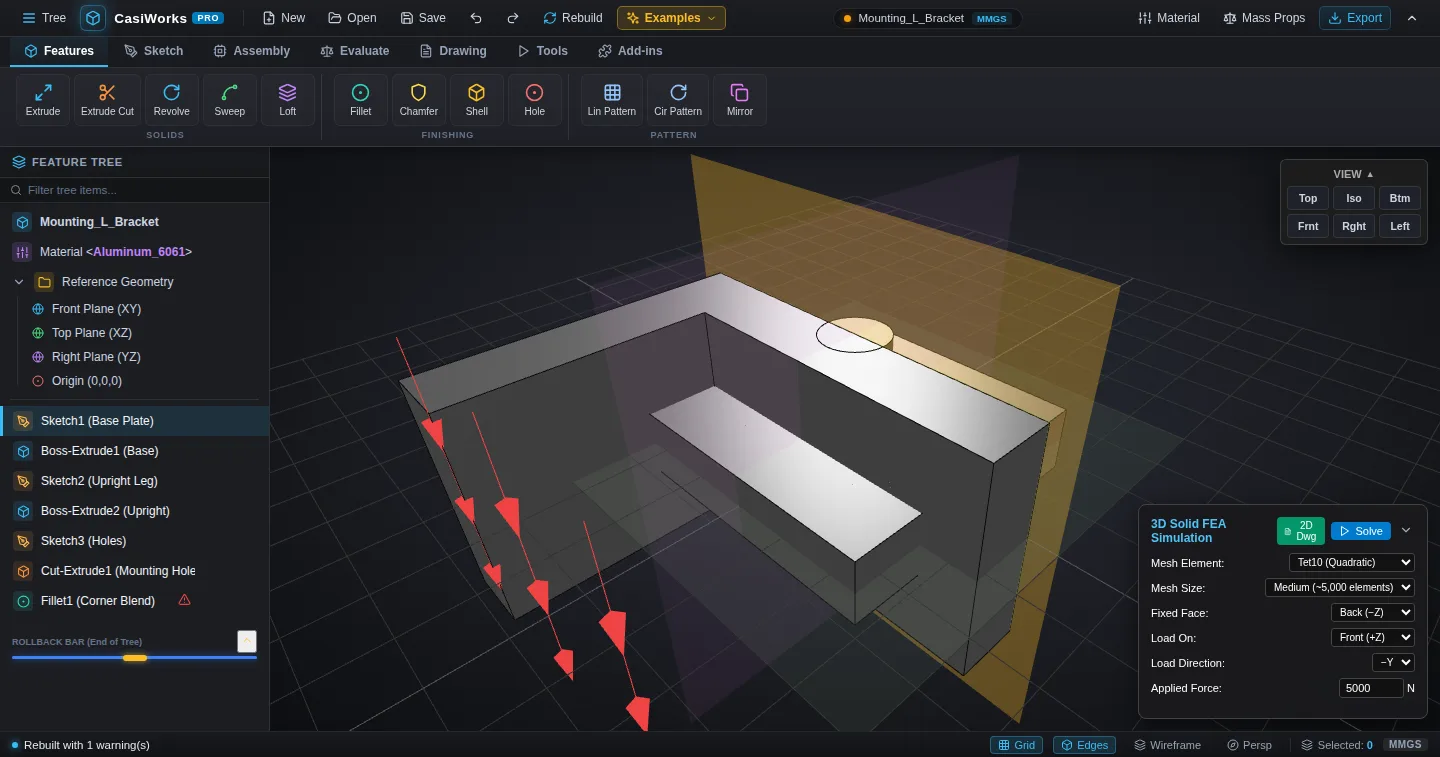 Tree CasiWorks PRO New Open Save Rebuild Examples Mounting_L_Bracket MMGS Material Mass Props Export
Features Sketch Assembly Evaluate Drawing Tools Add-ins
Extrude Extrude Cut Revolve Sweep Loft Fillet Chamfer Shell Hole Lin Pattern Cir Pattern Mirror
SOLIDS FINISHING PATTERN
FEATURE TREE
Filter tree items...
Mounting_L_Bracket
Material <Aluminum_6061>
Reference Geometry
Front Plane (XY)
Top Plane (XZ)
Right Plane (YZ)
Origin (0,0,0)
Sketch1 (Base Plate)
Boss-Extrude1 (Base)
Sketch2 (Upright Leg)
Boss-Extrude2 (Upright)
Sketch3 (Holes)
Cut-Extrude1 (Mounting Hole
Fillet1 (Corner Blend)
ROLLBACK BAR (End of Tree)
VIEW ▲
Top Iso Btm
Frnt Rght Left
3D Solid FEA
Simulation
2D
Dwg
Solve
Mesh Element: Tet10 (Quadratic)
Mesh Size: Medium (~5,000 elements)
Fixed Face: Back (−Z)
Load On: Front (+Z)
Load Direction: −Y
Applied Force: 5000 N
Rebuilt with 1 warning(s) Grid Edges Wireframe Persp Selected: 0 MMGS